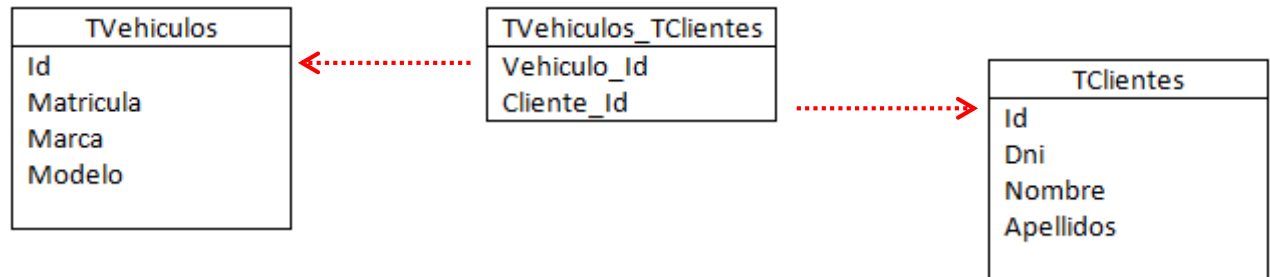 TVehiculos
Id
Matricula
Marca
Modelo
TVehiculos_TClientes
Vehiculo_Id
Cliente_Id
TClientes
Id
Dni
Nombre
Apellidos